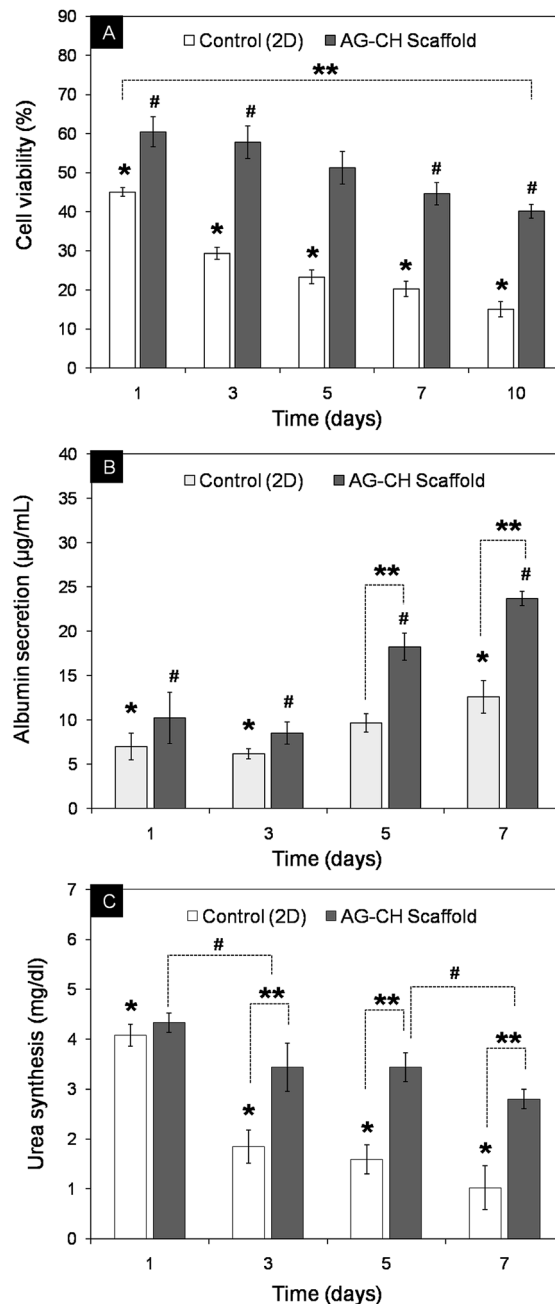 A
Control (2D) AG-CH Scaffold
**
90
80
70
60
50
40
30
20
10
0
Cell viability (%)
* # * # * * # * #
1 3 5 7 10
Time (days)
B
Control (2D) AG-CH Scaffold
40
35
30
25
20
15
10
5
0
Albumin secretion (µg/mL)
** **
* # * # # * #
1 3 5 7
Time (days)
C
Control (2D) AG-CH Scaffold
7
6
5
4
3
2
1
0
Urea synthesis (mg/dl)
# #
** ** **
* * * *
1 3 5 7
Time (days)